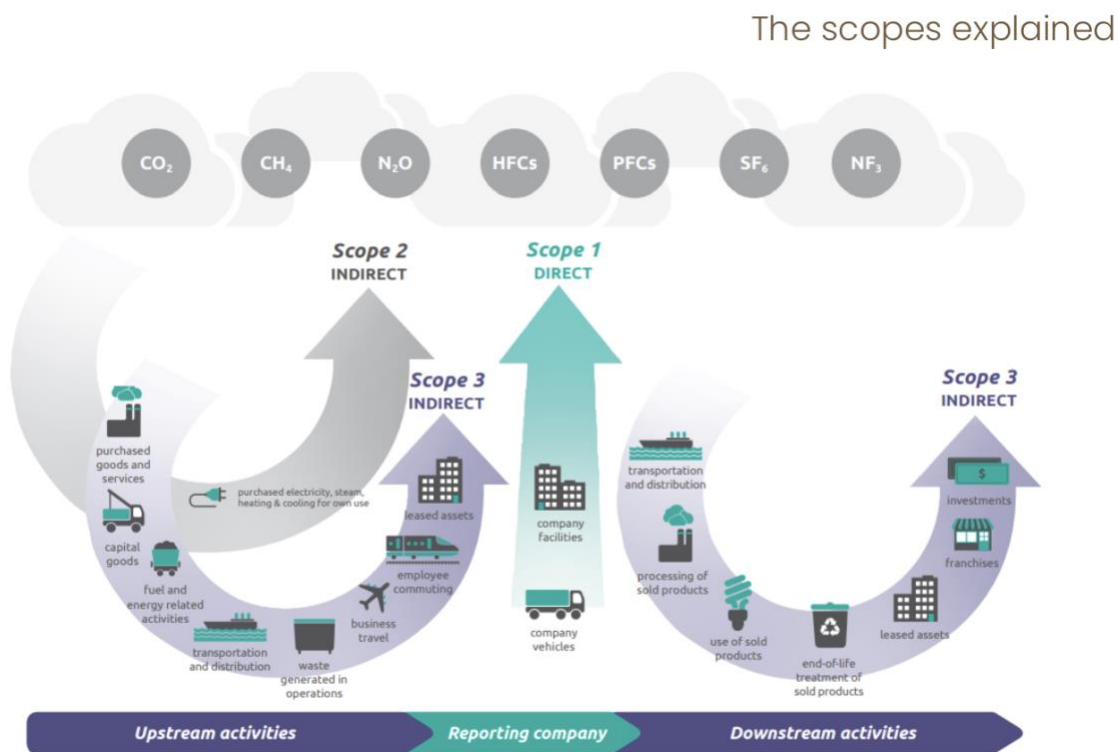 The scopes explained
CO₂
CH₄
N₂O
HFCs
PFCs
SF₆
NF₃
Scope 2
INDIRECT
Scope 1
DIRECT
Scope 3
INDIRECT
Scope 3
INDIRECT
purchased
goods and
services
capital
goods
fuel and
energy related
activities
transportation
and distribution
waste
generated in
operations
business
travel
employee
commuting
leased assets
purchased electricity, steam,
heating & cooling for own use
company
facilities
company
vehicles
transportation
and distribution
processing of
sold products
use of sold
products
end-of-life
treatment of
sold products
leased assets
franchises
$
investments
Upstream activities
Reporting company
Downstream activities